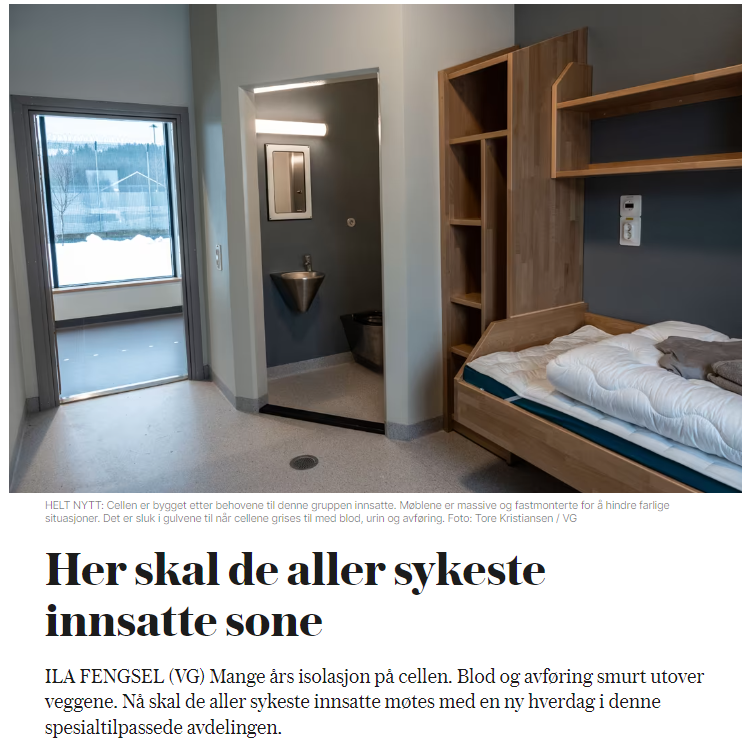 HELT NYTT: Cellen er bygget etter behovene til denne gruppen innsatte. Møblene er massive og fastmonterte for å hindre farlige
situasjoner. Det er sluk i gulvene til når cellene grises til med blod, urin og avføring. Foto: Tore Kristiansen / VG
Her skal de aller sykeste
innsatte sone
ILA FENGSEL (VG) Mange års isolasjon på cellen. Blod og avføring smurt utover
veggene. Nå skal de aller sykeste innsatte møtes med en ny hverdag i denne
spesialtilpassede avdelingen.